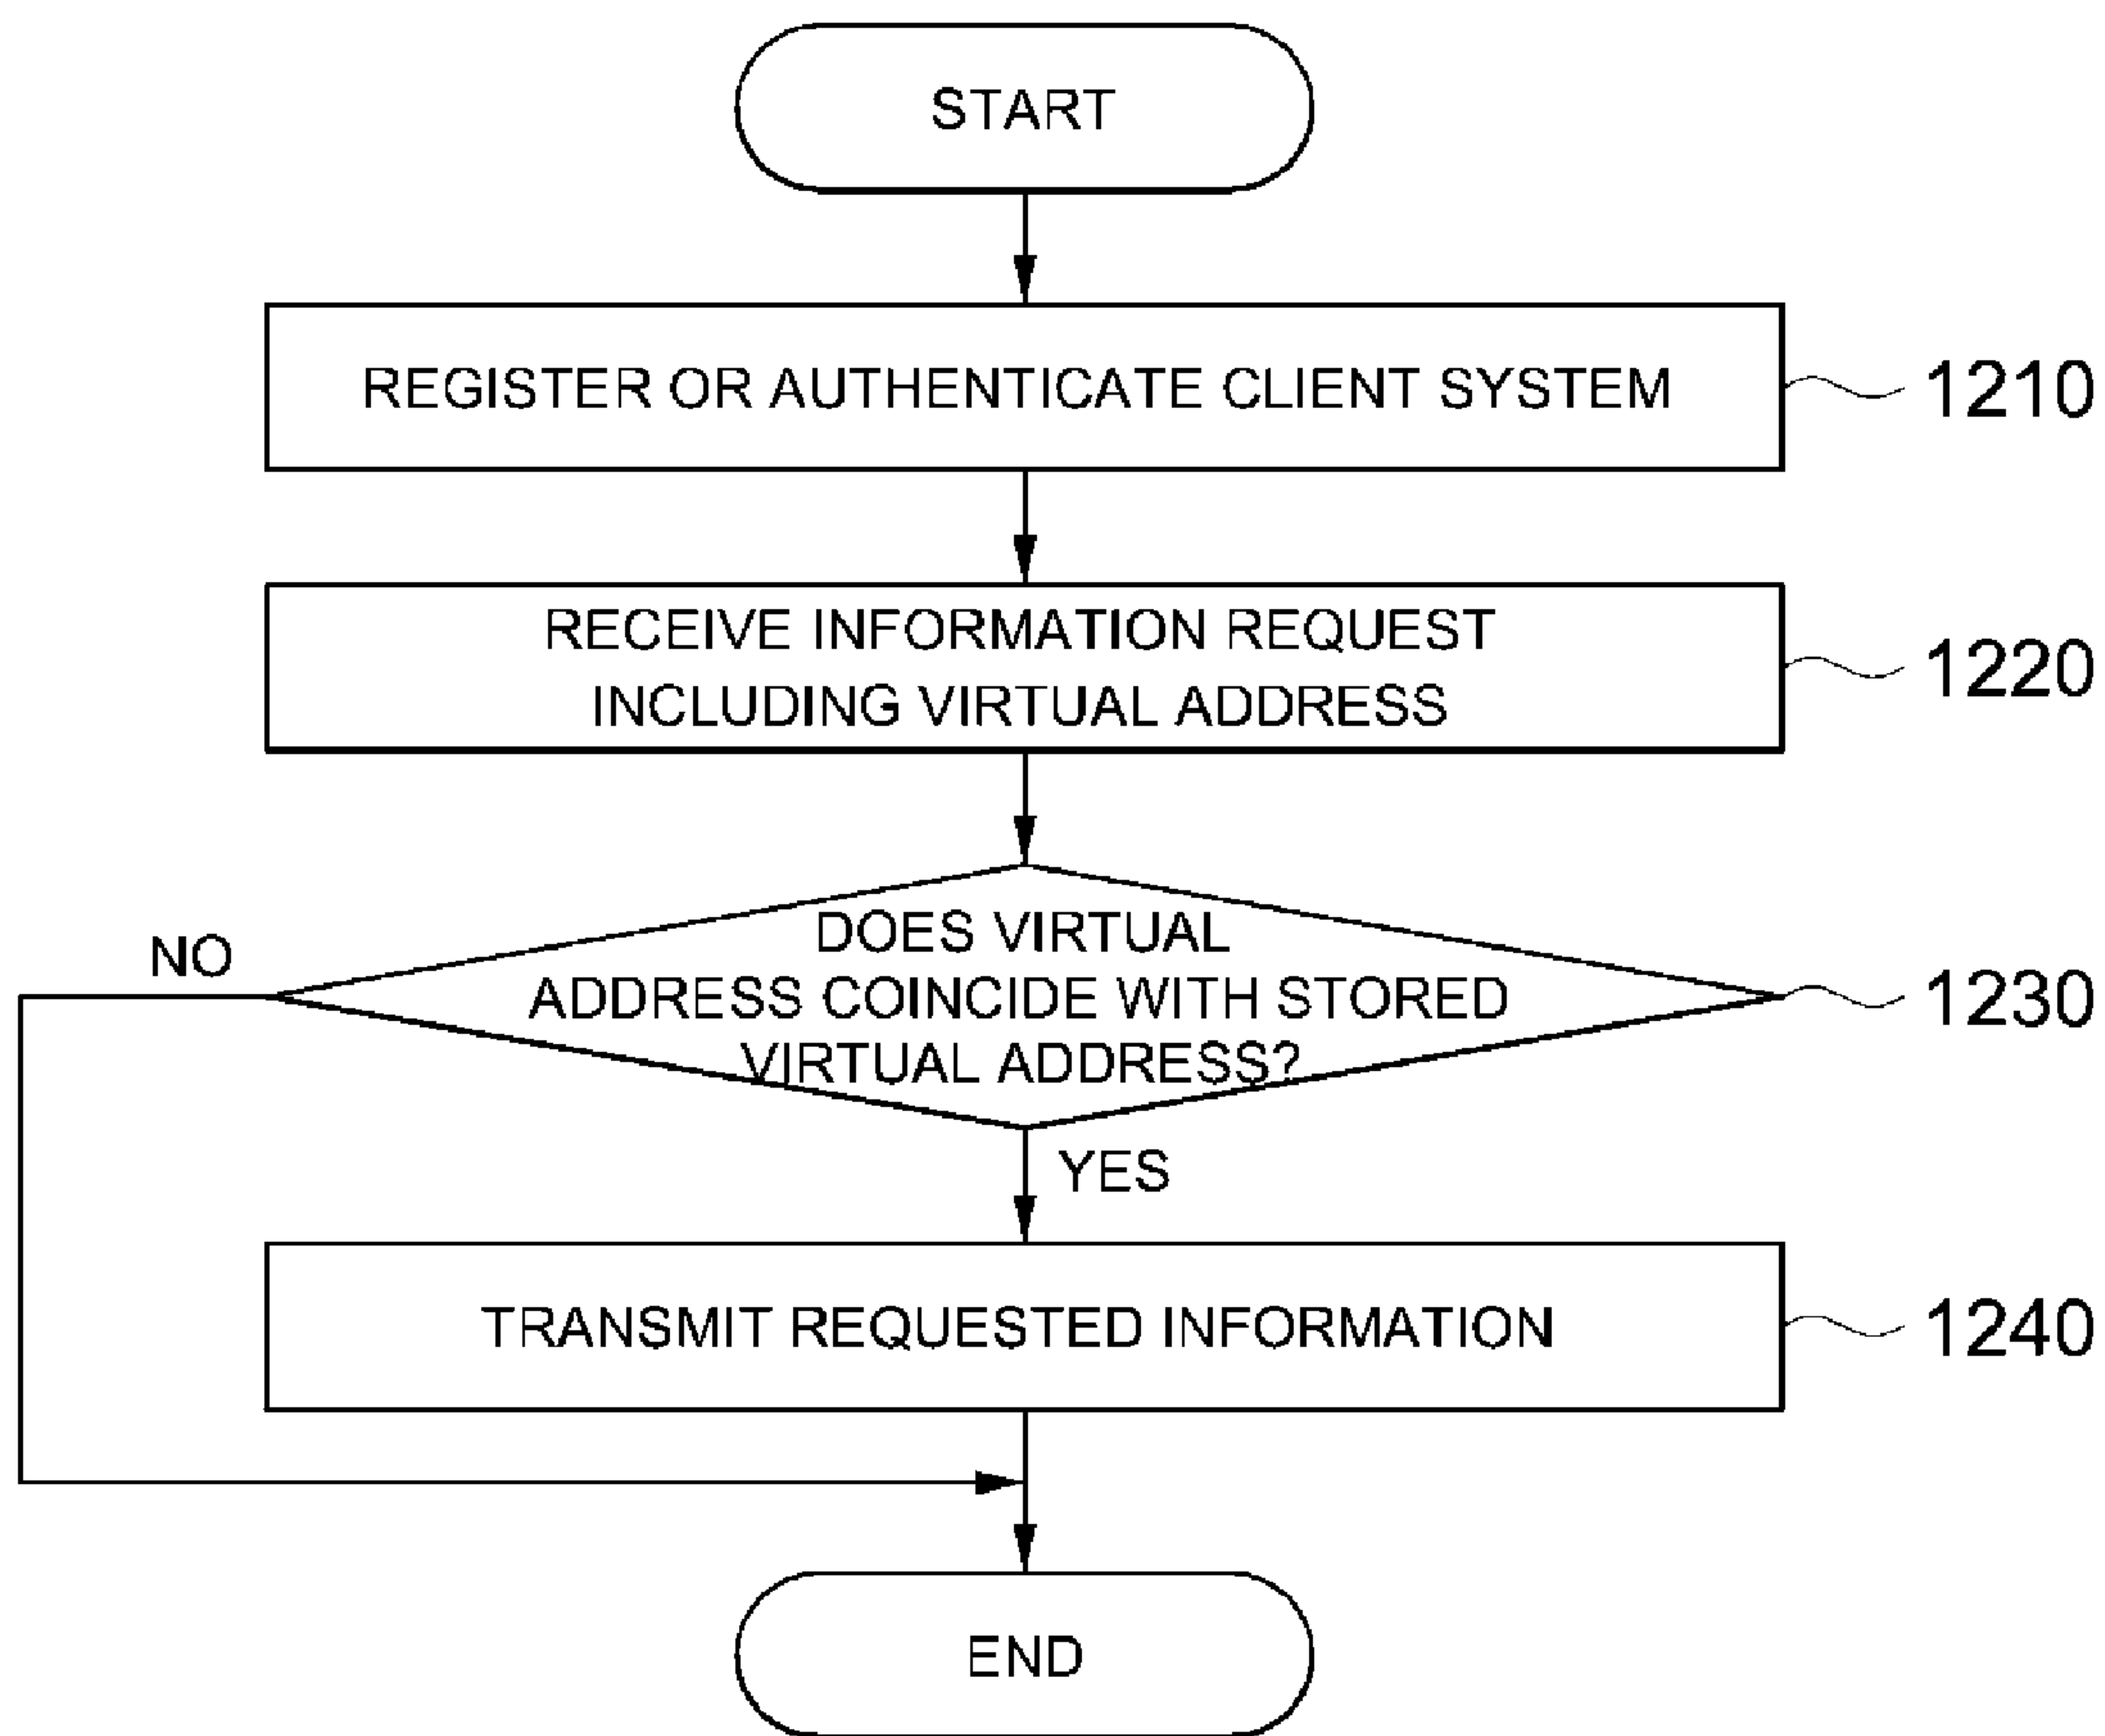 START
REGISTER OR AUTHENTICATE CLIENT SYSTEM
1210
RECEIVE INFORMATION REQUEST
INCLUDING VIRTUAL ADDRESS
1220
DOES VIRTUAL
ADDRESS COINCIDE WITH STORED
VIRTUAL ADDRESS?
1230
NO
YES
TRANSMIT REQUESTED INFORMATION
1240
END